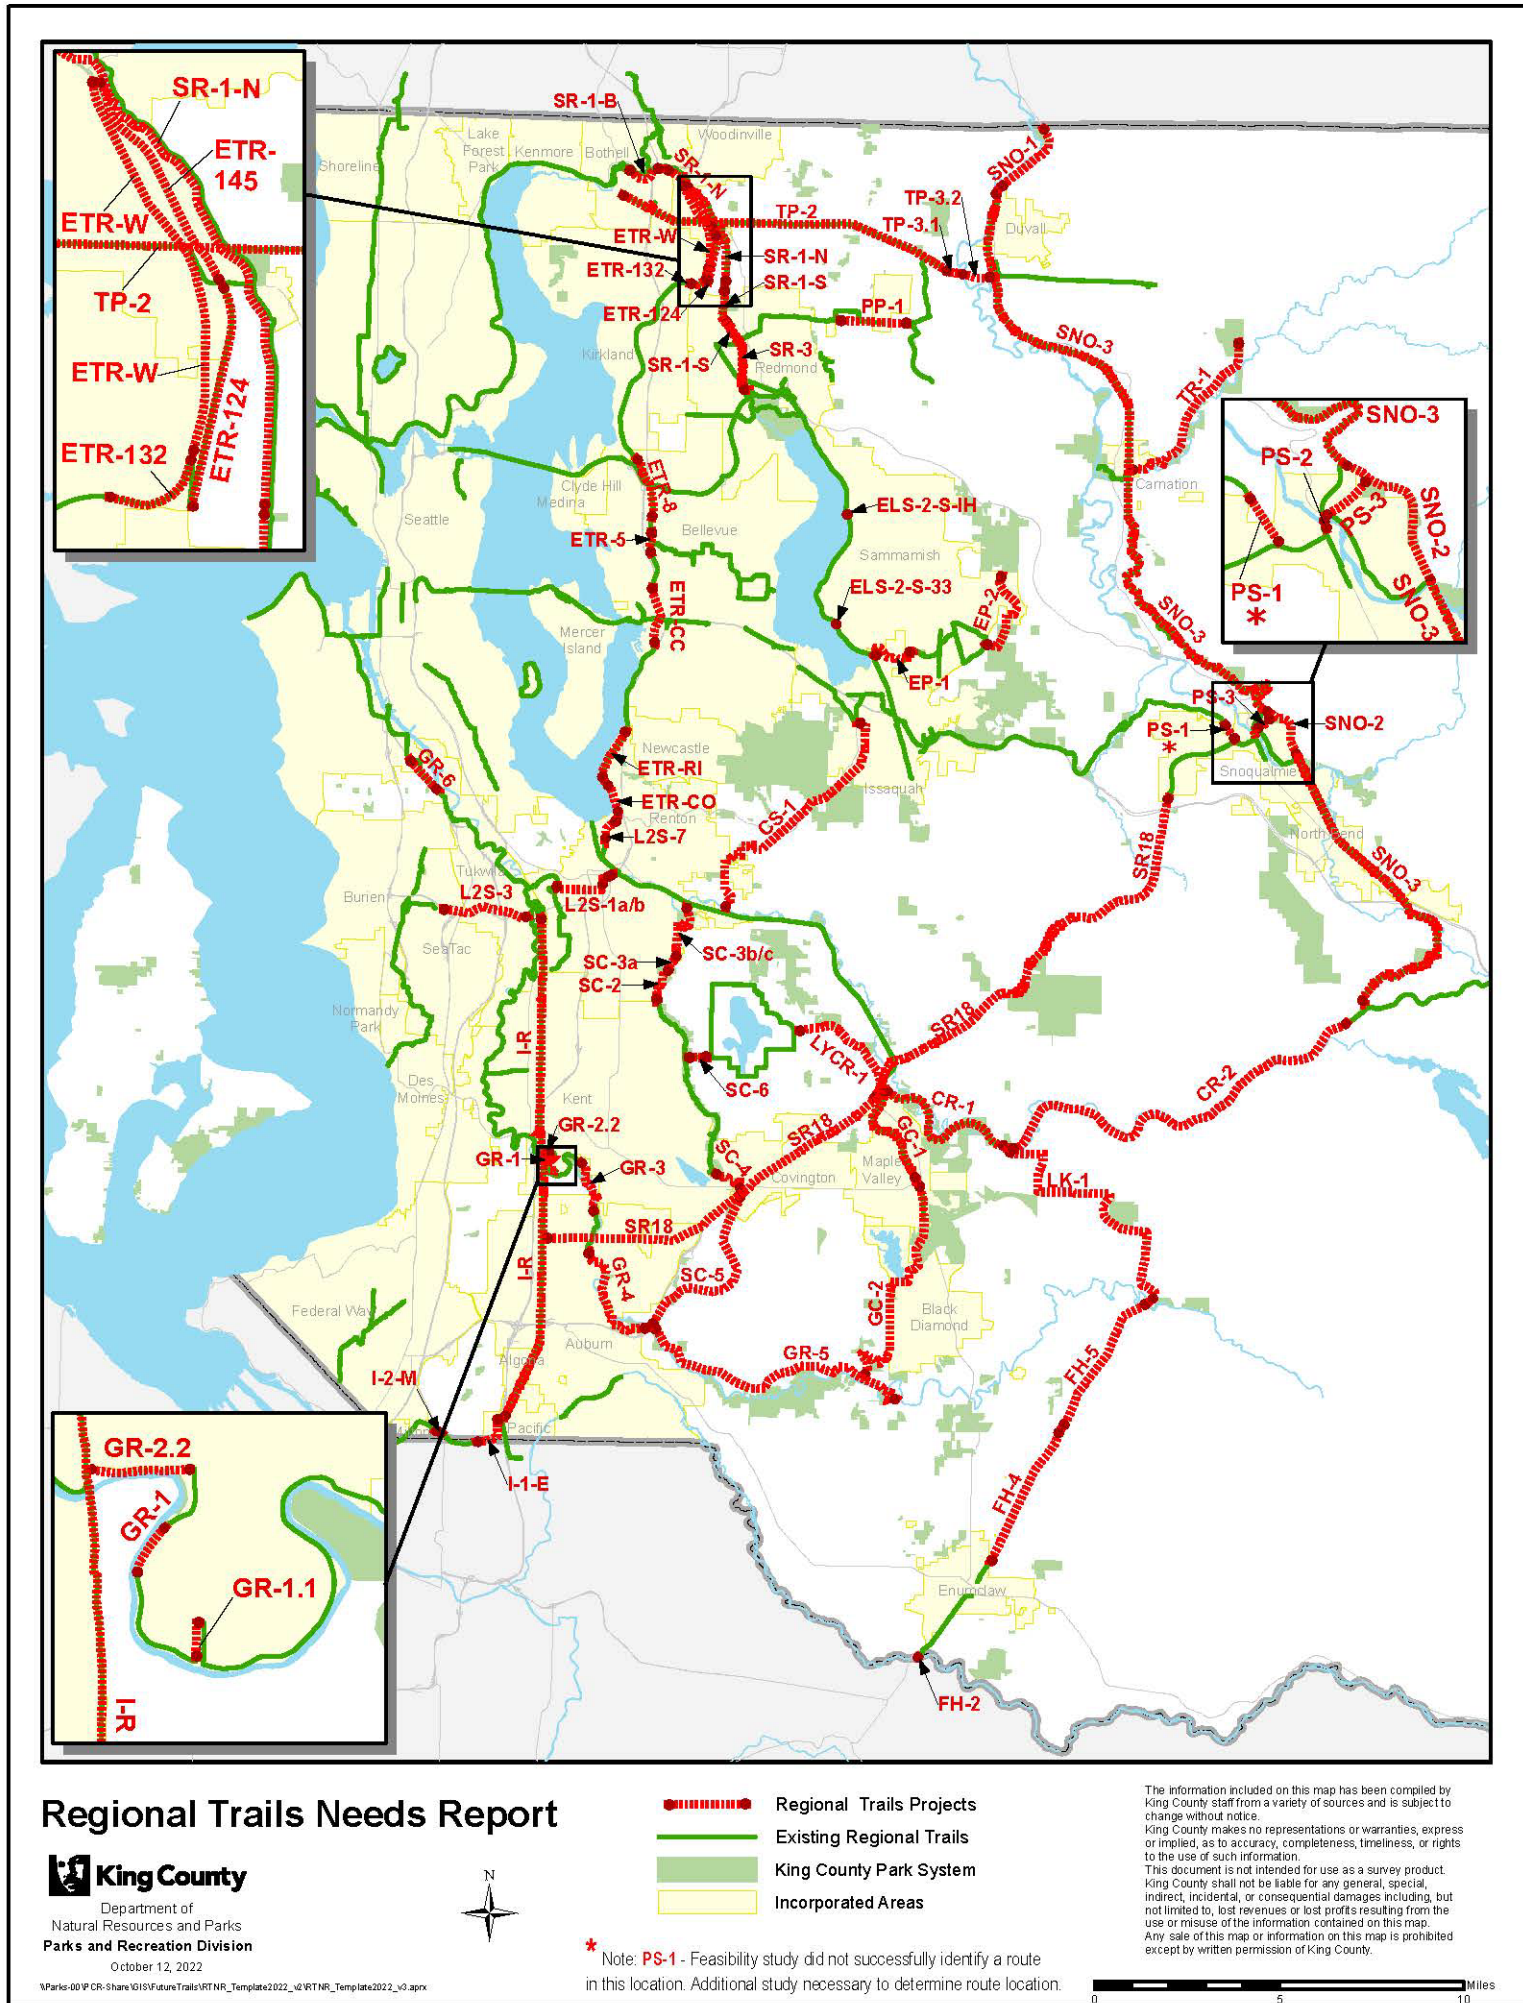 SR-1-N
ETR-
145
ETR-W
TP-2
ETR-W
ETR-124
ETR-132
SR-1-B
Lake
Forest
Park
Kenmore
Bothell
Woodinville
Shoreline
SR-1-N
SNO-1
TP-3.2
TP-2
TP-3.1
Duvall
ETR-W
SR-1-N
ETR-132
SR-1-S
ETR-124
PP-1
SNO-3
Kirkland
SR-1-S
SR-3
Redmond
TR-1
SNO-3
PS-2
PS-3
SNO-2
PS-1
*
SNO-3
Carnation
ETR-8
Clyde Hill
Medina
Seattle
ELS-2-S-IH
Bellevue
ETR-5
Sammamish
ELS-2-S-33
ETR-CC
EP-2
SNO-3
Mercer
Island
EP-1
PS-3
PS-1
*
SNO-2
Snoqualmie
GR-6
Newcastle
ETR-RI
ETR-CO
Renton
L2S-7
Issaquah
CS-1
North Bend
SR18
SNO-3
Tukwila
Burien
L2S-3
L2S-1a/b
SeaTac
SC-3b/c
SC-3a
SC-2
Normandy
Park
I-R
SR18
LYCR-1
SC-6
CR-2
Des
Moines
Kent
CR-1
SR18
GC-1
GR-2.2
GR-1
GR-3
SC-4
Covington
Maple
Valley
LK-1
SR18
I-R
GR-4
SC-5
GC-2
Federal Way
Black
Diamond
Auburn
Algona
GR-5
FH-5
I-2-M
Pacific
I-1-E
FH-4
GR-2.2
GR-1
GR-1.1
I-R
Enumclaw
FH-2
Regional Trails Needs Report
King County
Department of
Natural Resources and Parks
Parks and Recreation Division
October 12, 2022
\\Parks-00\PCR-Share\GIS\FutureTrails\RTNR_Template2022_v2\RTNR_Template2022_v3.aprx
N
Regional Trails Projects
Existing Regional Trails
King County Park System
Incorporated Areas
* Note: PS-1 - Feasibility study did not successfully identify a route
in this location. Additional study necessary to determine route location.
The information included on this map has been compiled by
King County staff from a variety of sources and is subject to
change without notice.
King County makes no representations or warranties, express
or implied, as to accuracy, completeness, timeliness, or rights
to the use of such information.
This document is not intended for use as a survey product.
King County shall not be liable for any general, special,
indirect, incidental, or consequential damages including, but
not limited to, lost revenues or lost profits resulting from the
use or misuse of the information contained on this map.
Any sale of this map or information on this map is prohibited
except by written permission of King County.
Miles
0
5
10